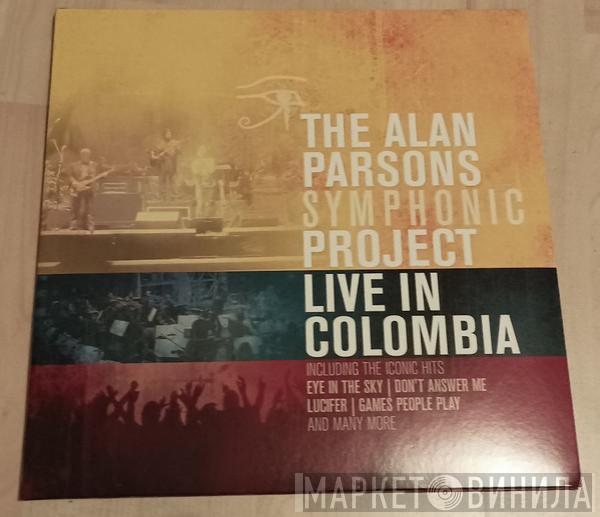 THE ALAN
PARSONS
SYMPHONIC
PROJECT
LIVE IN
COLOMBIA
INCLUDING THE ICONIC HITS
EYE IN THE SKY | DON'T ANSWER ME
LUCIFER | GAMES PEOPLE PLAY
AND MANY MORE
МАРКЕТ ВИНИЛА